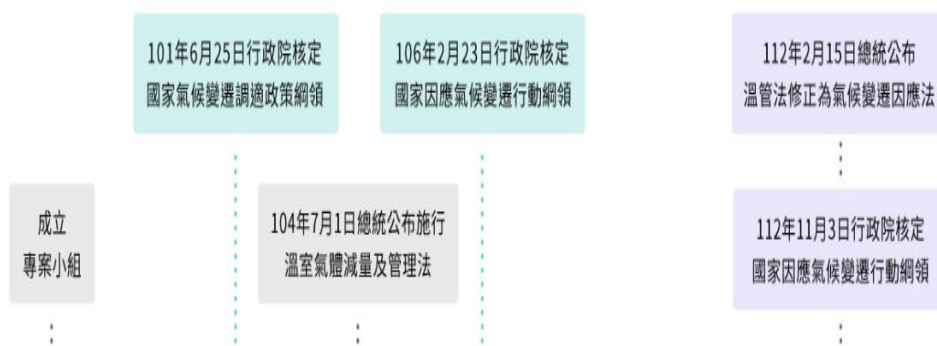 101年6月25日行政院核定
國家氣候變遷調適政策綱領
106年2月23日行政院核定
國家因應氣候變遷行動綱領
112年2月15日總統公布
溫管法修正為氣候變遷因應法
成立
專案小組
104年7月1日總統公布施行
溫室氣體減量及管理法
112年11月3日行政院核定
國家因應氣候變遷行動綱領